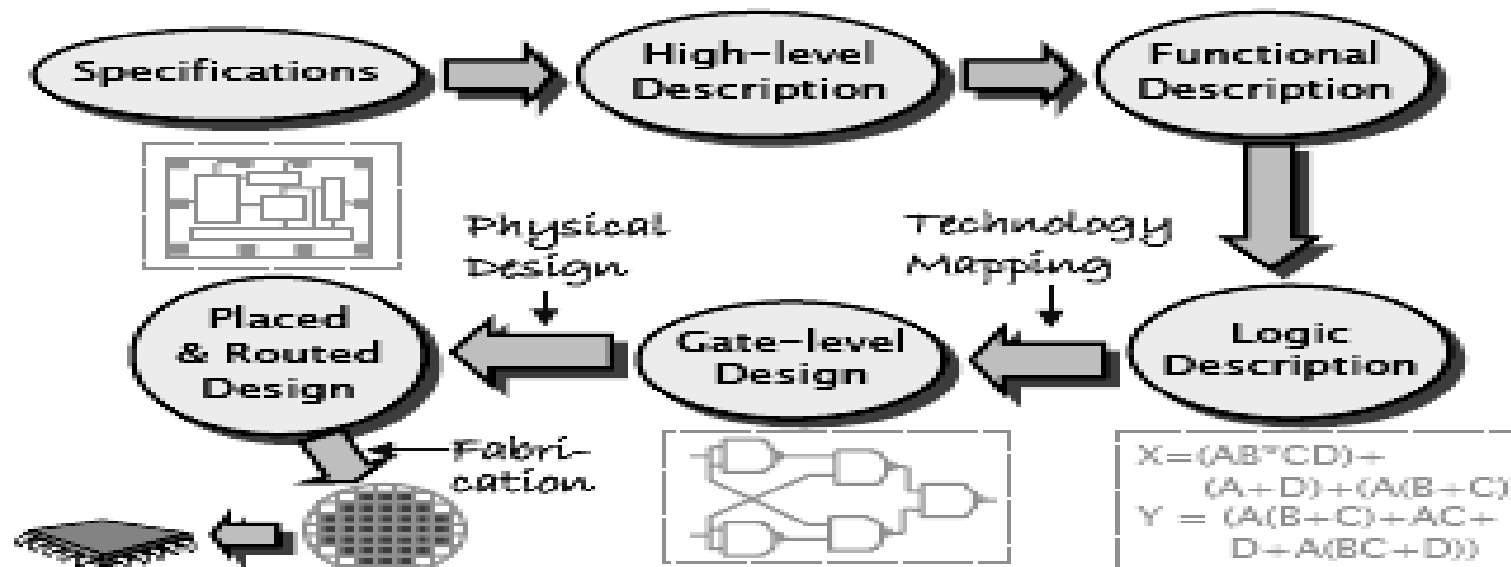 Specifications
High-level
Description
Functional
Description
Physical
Design
Technology
Mapping
Placed
& Routed
Design
Gate-level
Design
Logic
Description
Fabri-
cation
X=(AB*CD)+
(A+D)+(A(B+C)
Y = (A(B+C)+AC+
D+A(BC+D))